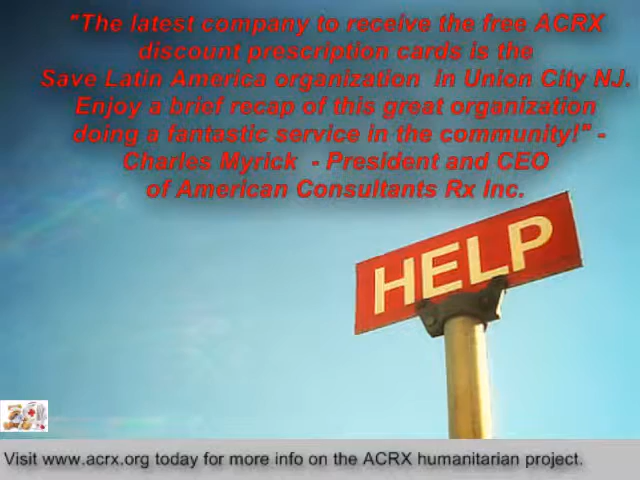 "The latest company to receive the free ACRX
discount prescription cards is the
Save Latin America organization  in Union City NJ.
Enjoy a brief recap of this great organization
doing a fantastic service in the community!" -
Charles Myrick  - President and CEO
of American Consultants Rx Inc.
HELP
Visit www.acrx.org today for more info on the ACRX humanitarian project.